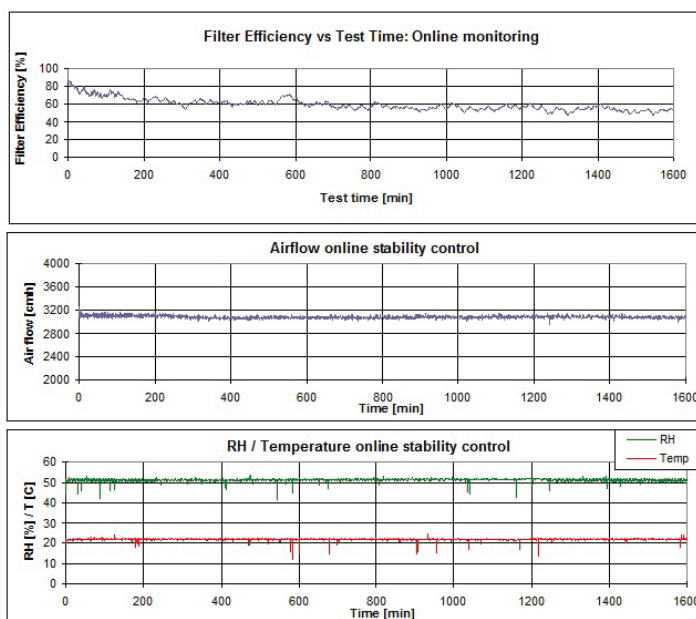 Filter Efficiency vs Test Time: Online monitoring
Filter Efficiency [%]
100
80
60
40
20
0
0 200 400 600 800 1000 1200 1400 1600
Test time [min]
Airflow online stability control
Air flow [cmh]
4000
3600
3200
2800
2400
2000
0 200 400 600 800 1000 1200 1400 1600
Time [min]
RH / Temperature online stability control
RH
Temp
RH [%] / T [C]
60
50
40
30
20
10
0
0 200 400 600 800 1000 1200 1400 1600
Time [min]